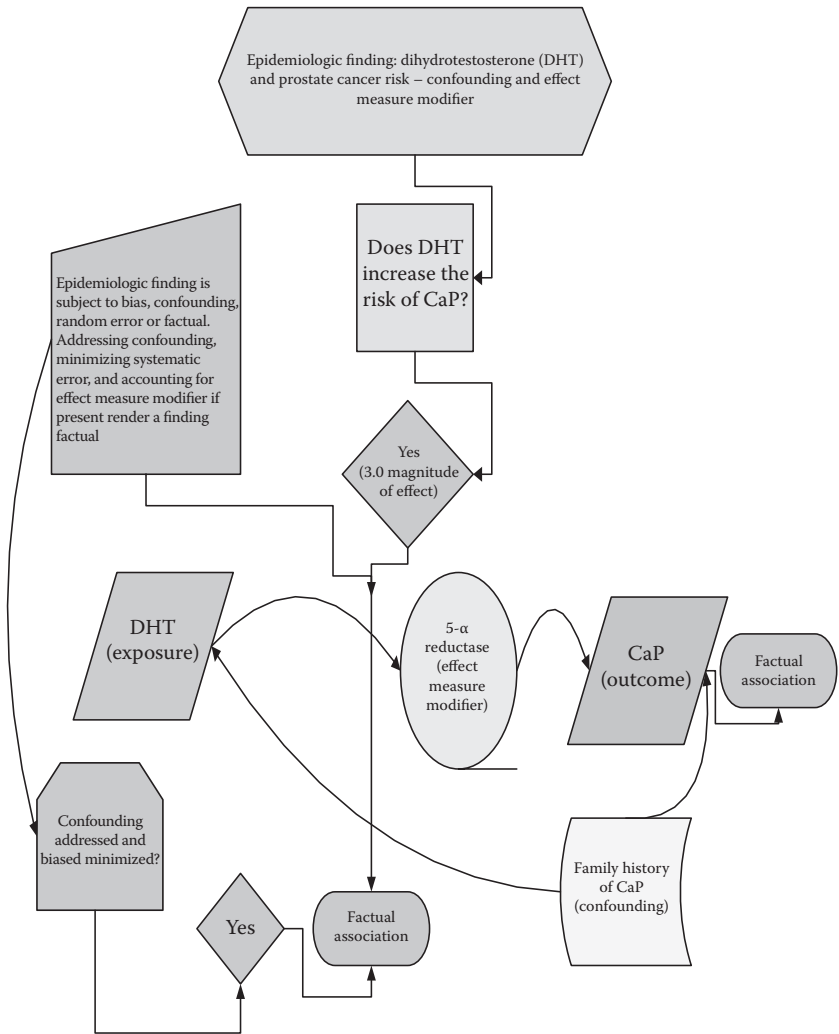 Epidemiologic finding: dihydrotestosterone (DHT)
and prostate cancer risk – confounding and effect
measure modifier
Does DHT
increase the
risk of CaP?
Epidemiologic finding is
subject to bias, confounding,
random error or factual.
Addressing confounding,
minimizing systematic
error, and accounting for
effect measure modifier if
present render a finding
factual
Yes
(3.0 magnitude
of effect)
DHT
(exposure)
5-α
reductase
(effect
measure
modifier)
CaP
(outcome)
Factual
association
Confounding
addressed and
biased minimized?
Family history
of CaP
(confounding)
Yes
Factual
association